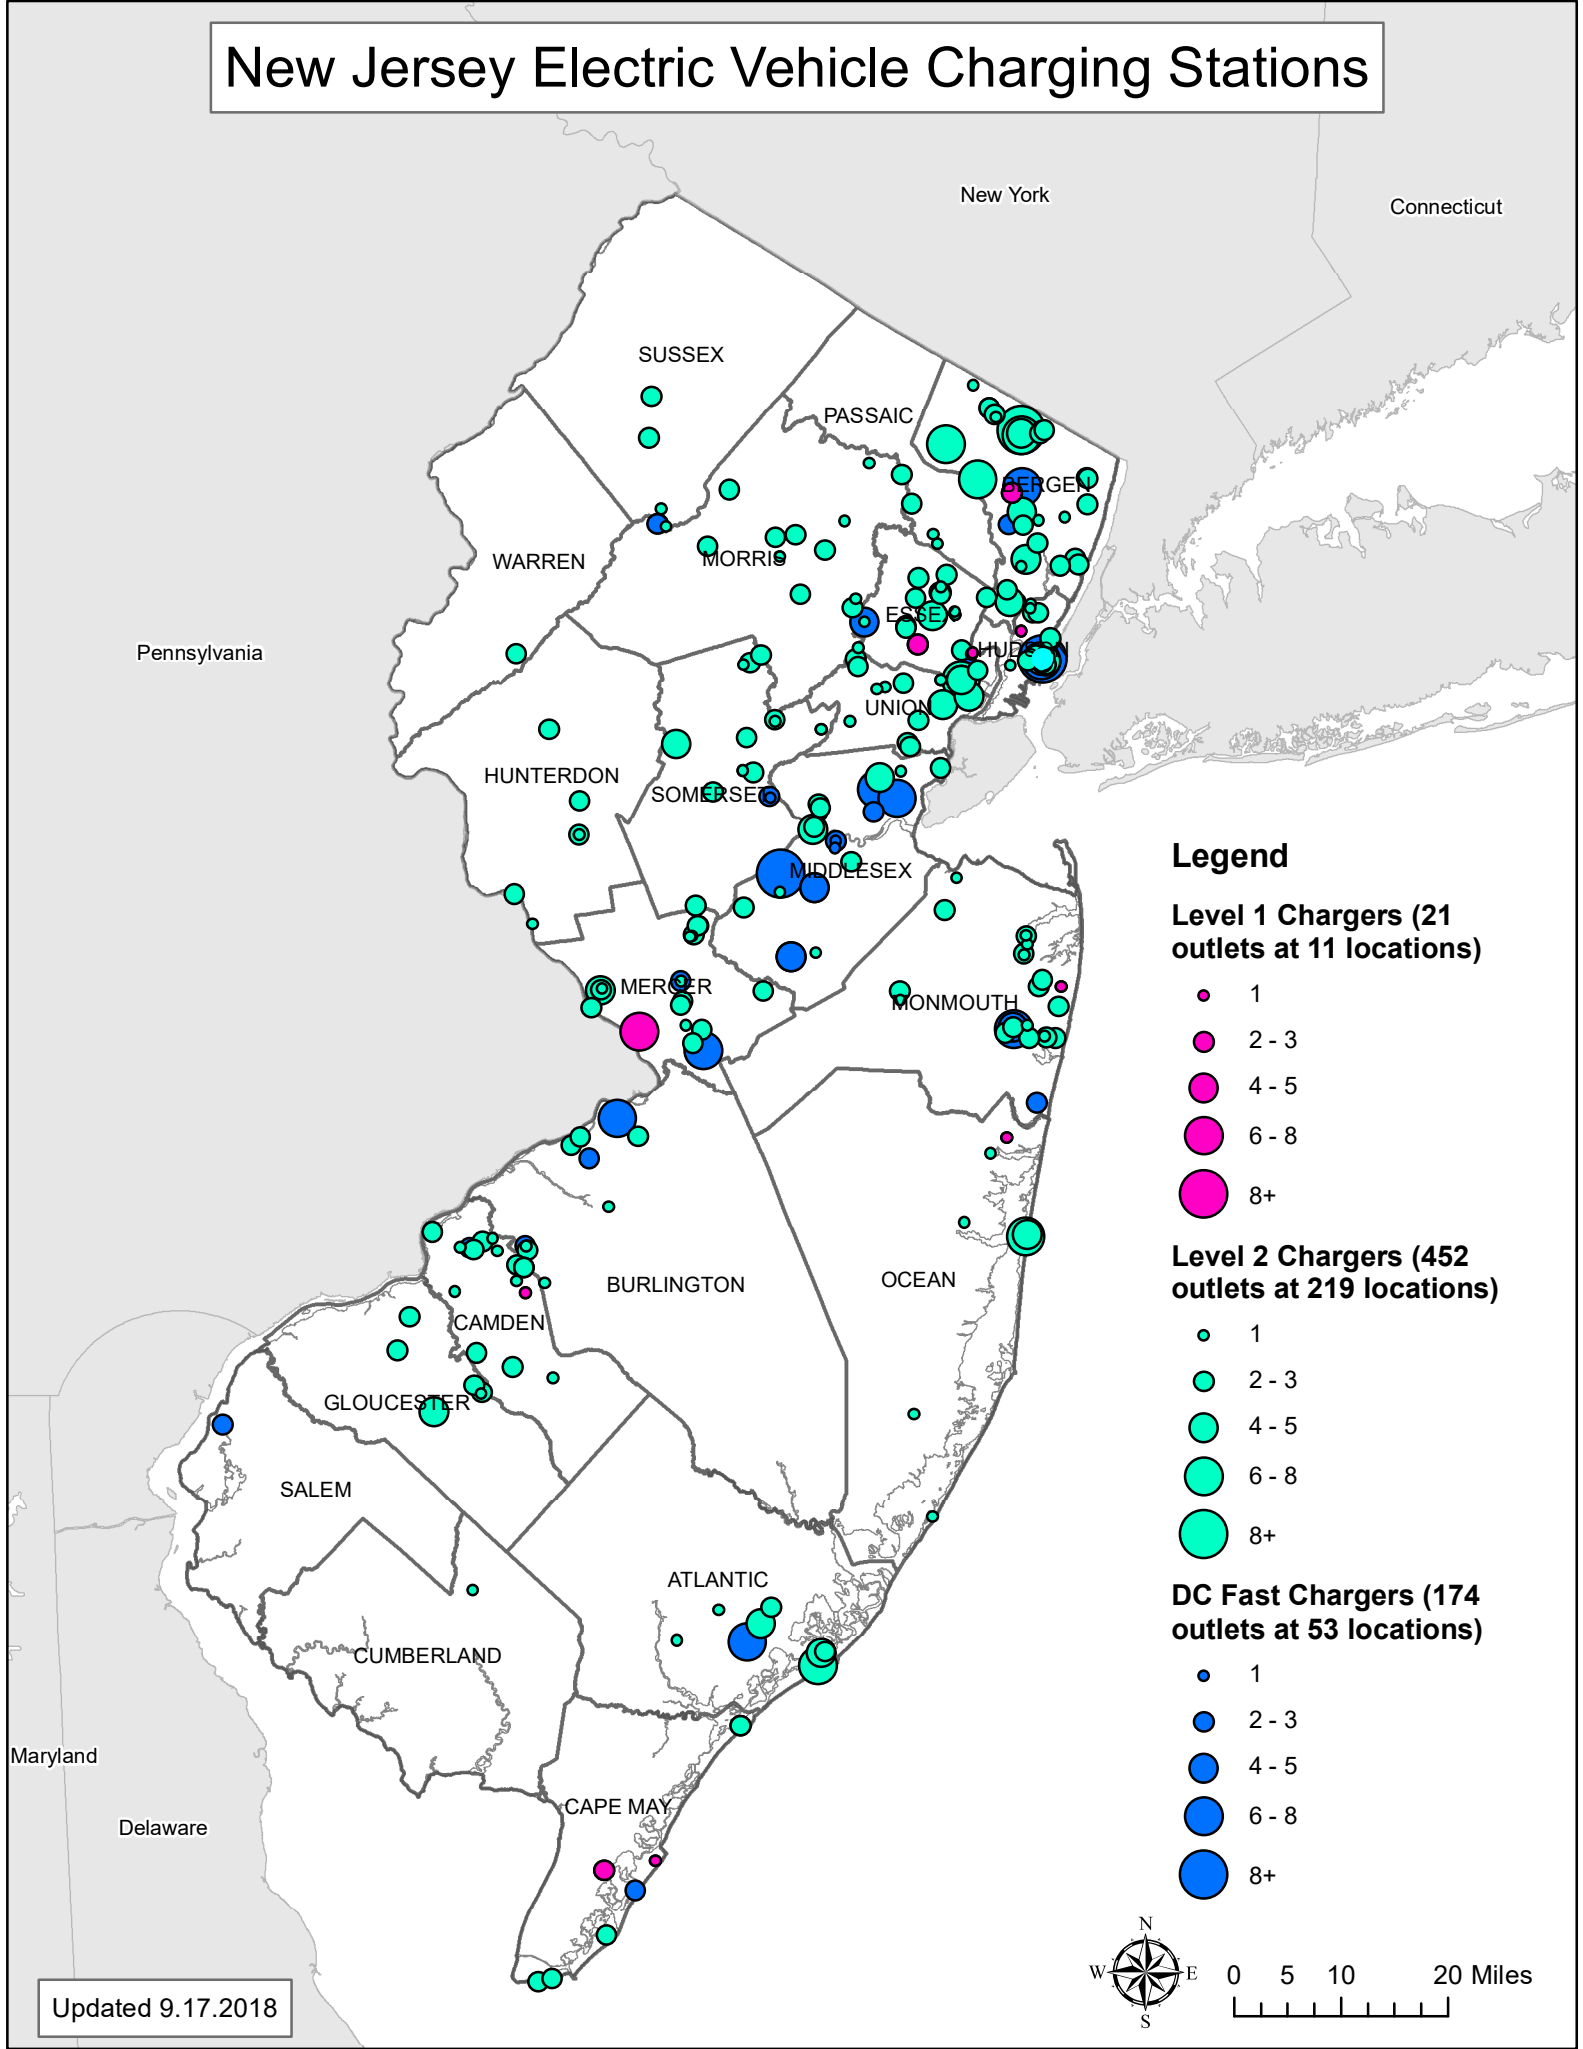 New Jersey Electric Vehicle Charging Stations
New York
Connecticut
SUSSEX
PASSAIC
BERGEN
WARREN
MORRIS
ESSEX
Pennsylvania
HUDSON
UNION
HUNTERDON
SOMERSET
MIDDLESEX
MERCER
MONMOUTH
BURLINGTON
OCEAN
CAMDEN
GLOUCESTER
SALEM
ATLANTIC
CUMBERLAND
Maryland
CAPE MAY
Delaware
Legend
Level 1 Chargers (21
outlets at 11 locations)
1
2 - 3
4 - 5
6 - 8
8+
Level 2 Chargers (452
outlets at 219 locations)
1
2 - 3
4 - 5
6 - 8
8+
DC Fast Chargers (174
outlets at 53 locations)
1
2 - 3
4 - 5
6 - 8
8+
N
W E
S
0 5 10 20 Miles
Updated 9.17.2018